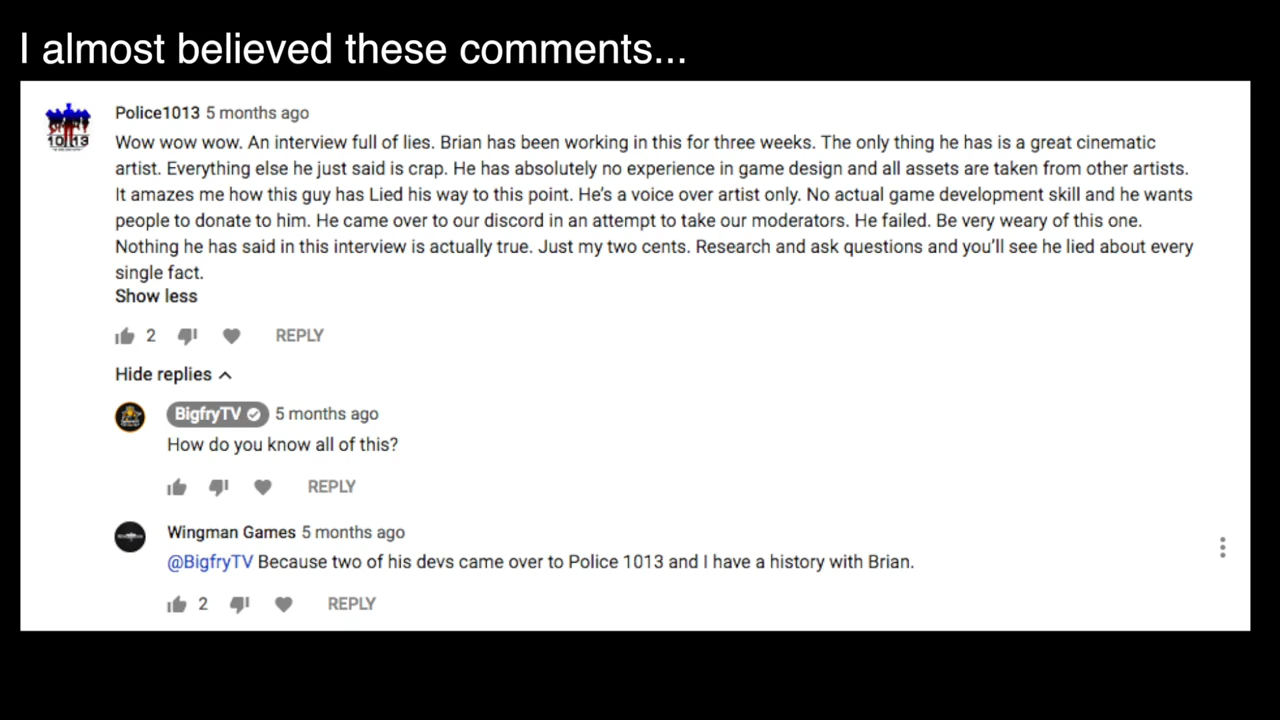 I almost believed these comments...
Police1013 5 months ago
Wow wow wow. An interview full of lies. Brian has been working in this for three weeks. The only thing he has is a great cinematic
artist. Everything else he just said is crap. He has absolutely no experience in game design and all assets are taken from other artists.
It amazes me how this guy has Lied his way to this point. He's a voice over artist only. No actual game development skill and he wants
people to donate to him. He came over to our discord in an attempt to take our moderators. He failed. Be very weary of this one.
Nothing he has said in this interview is actually true. Just my two cents. Research and ask questions and you'll see he lied about every
single fact.
Show less
2 REPLY
Hide replies
BigfryTV 5 months ago
How do you know all of this?
REPLY
Wingman Games 5 months ago
@BigfryTV Because two of his devs came over to Police 1013 and I have a history with Brian.
2 REPLY